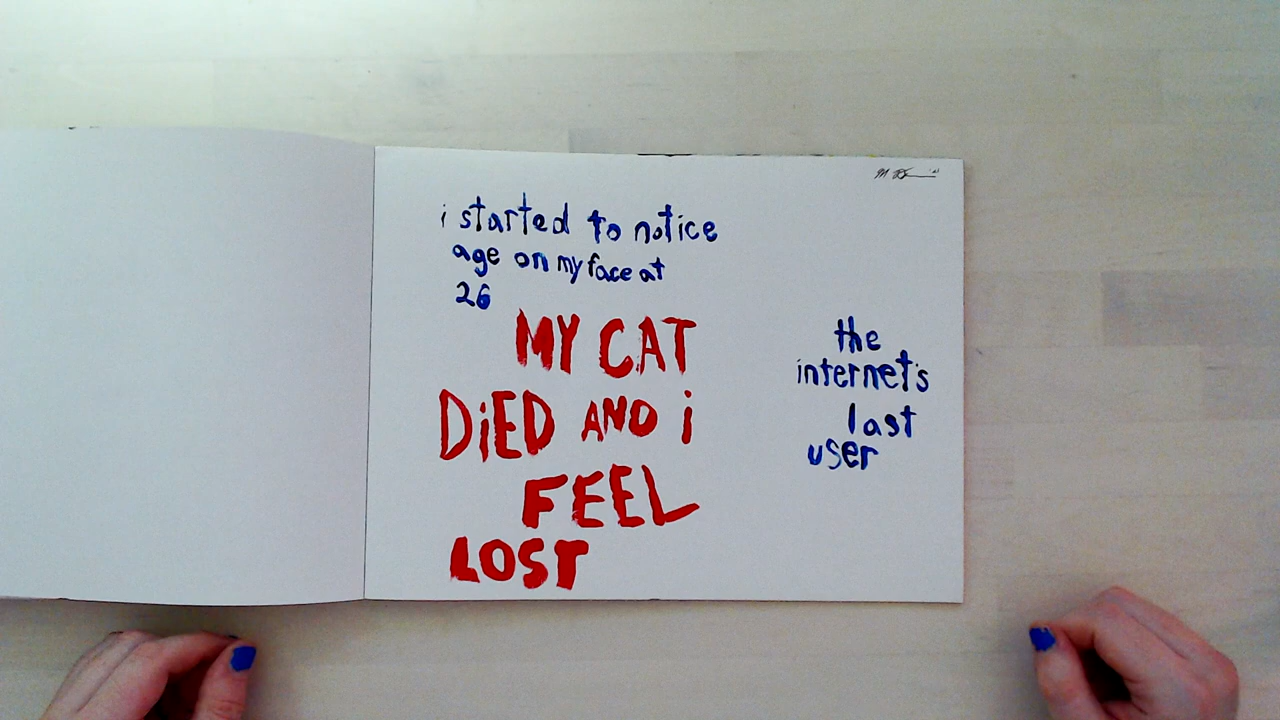 i started to notice
age on my face at
26
MY CAT
DiED AND i
FEEL
LOST
the
internet's
last
user